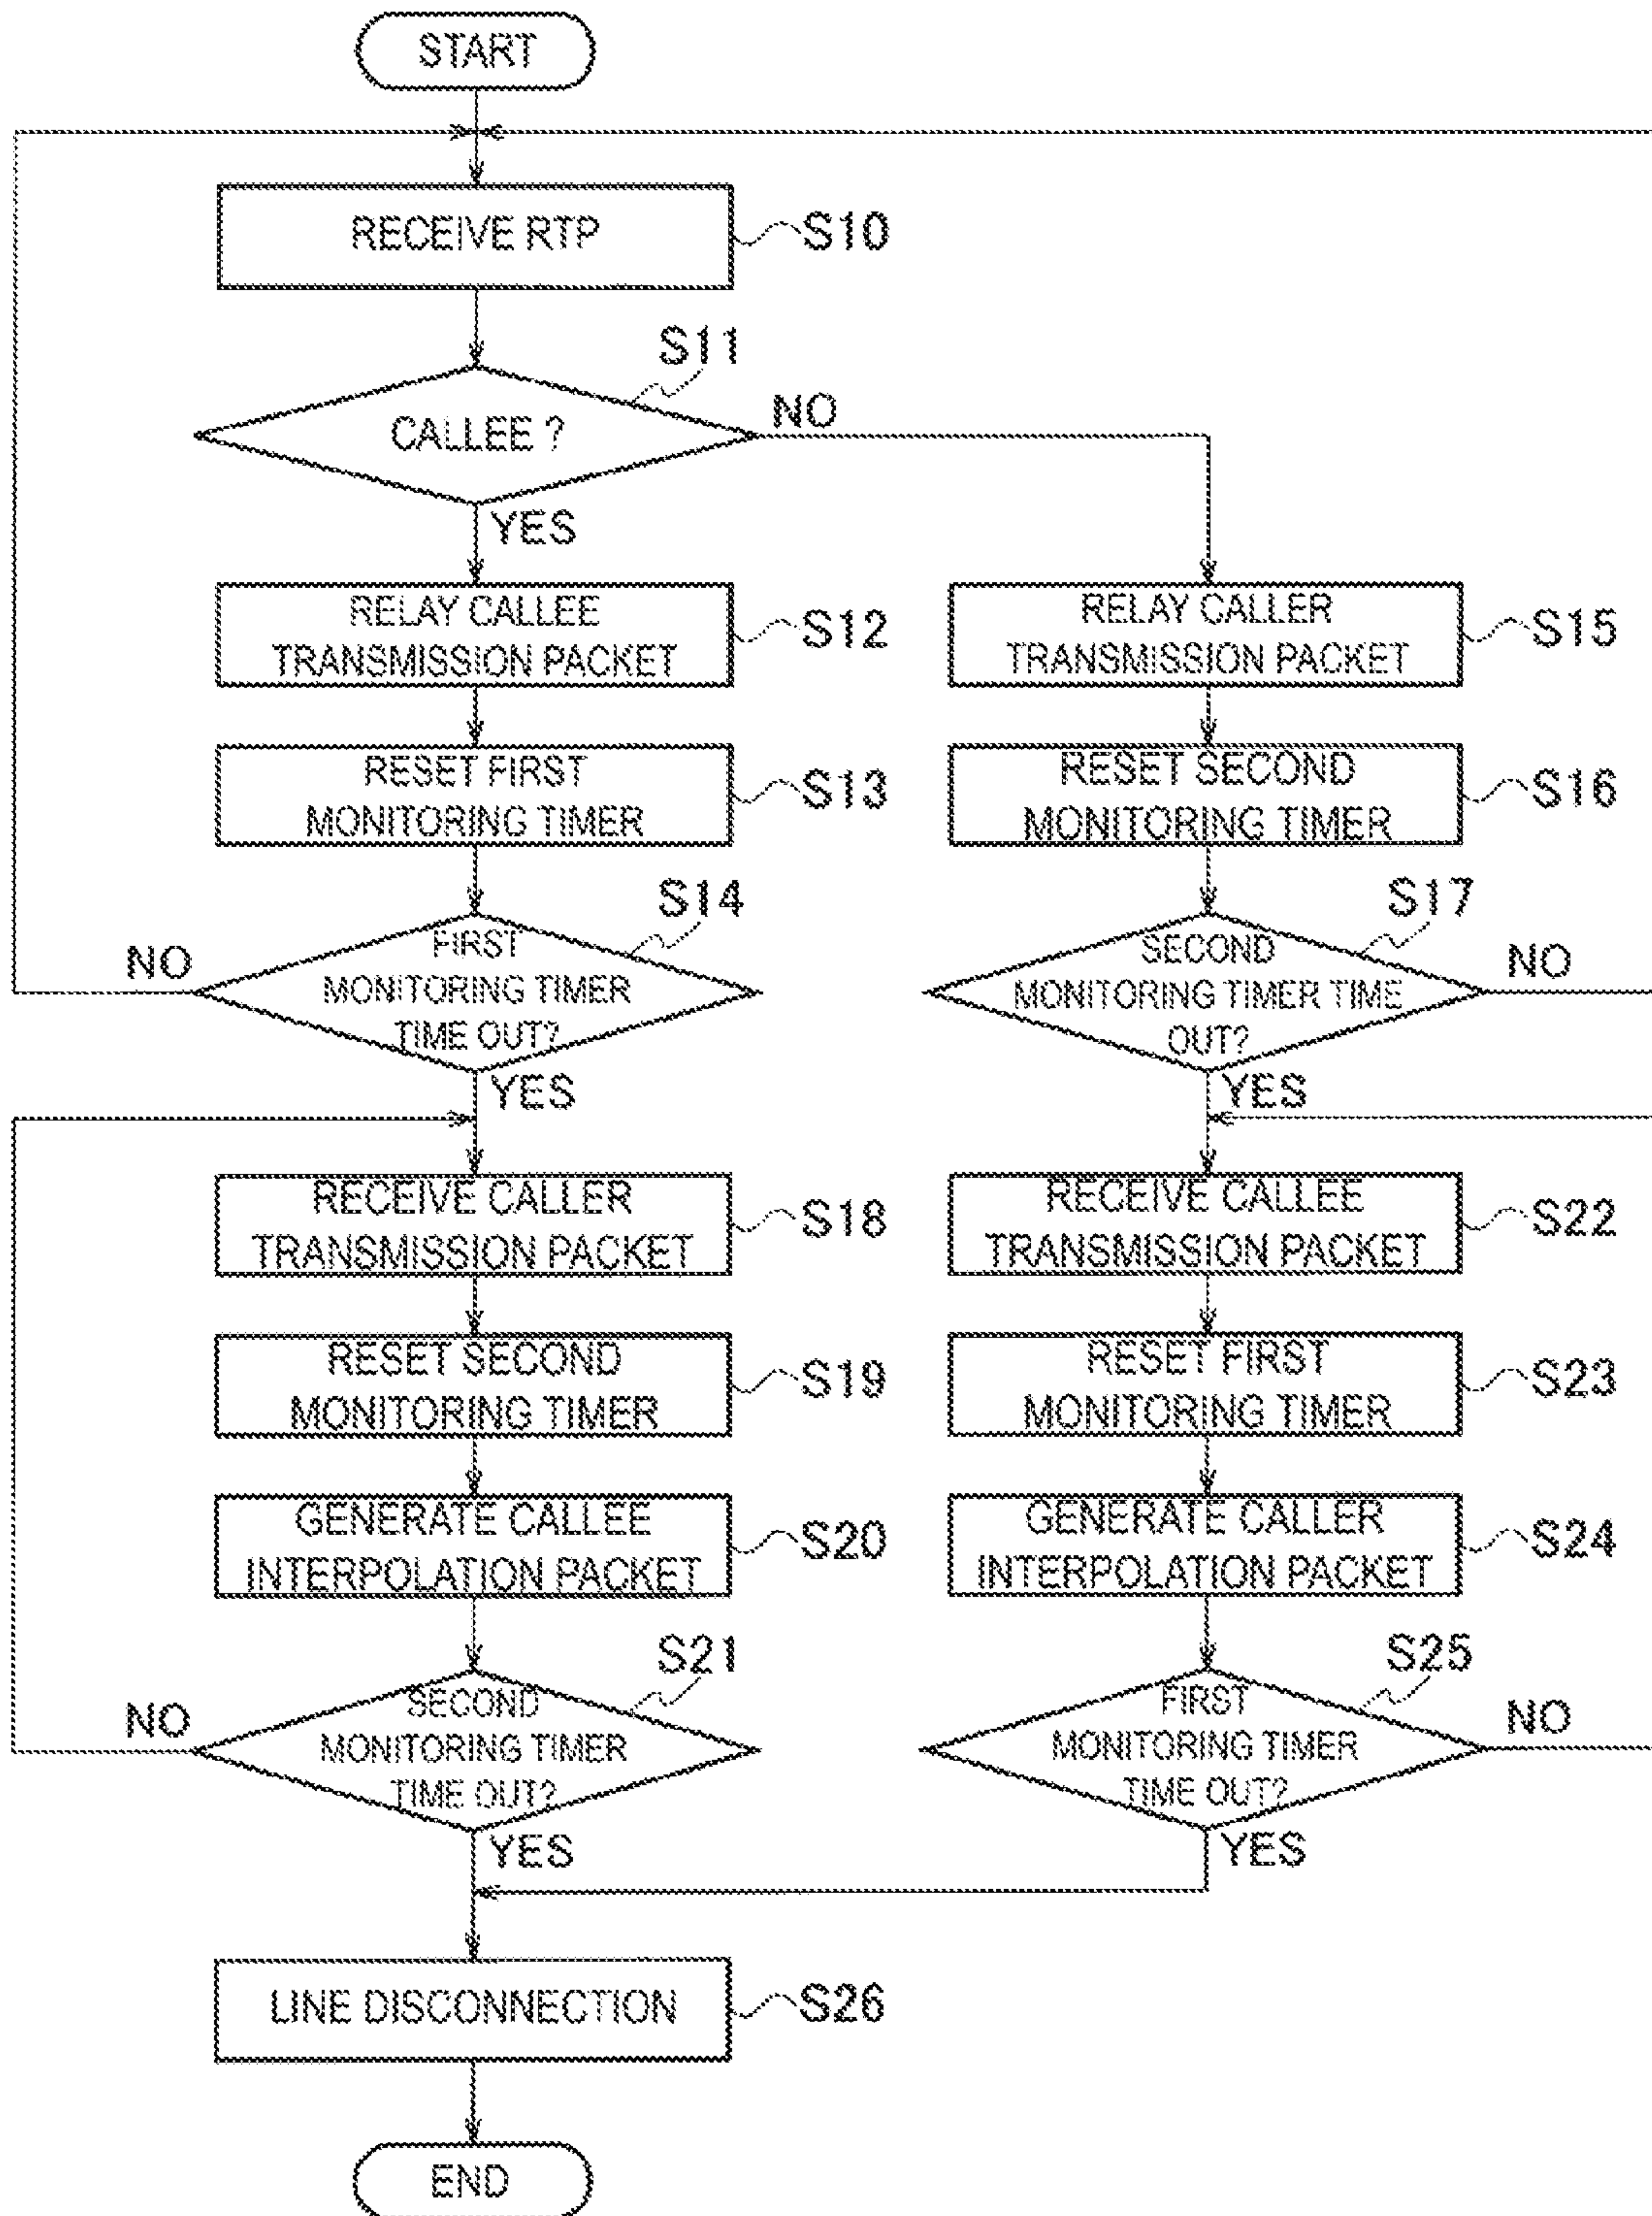 START
RECEIVE RTP
S10
S11
CALLEE ?
NO
YES
RELAY CALLEE
TRANSMISSION PACKET
S12
RELAY CALLER
TRANSMISSION PACKET
S15
RESET FIRST
MONITORING TIMER
S13
RESET SECOND
MONITORING TIMER
S16
S14
FIRST
MONITORING TIMER
TIME OUT?
NO
YES
S17
SECOND
MONITORING TIMER TIME
OUT?
NO
YES
RECEIVE CALLER
TRANSMISSION PACKET
S18
RECEIVE CALLEE
TRANSMISSION PACKET
S22
RESET SECOND
MONITORING TIMER
S19
RESET FIRST
MONITORING TIMER
S23
GENERATE CALLEE
INTERPOLATION PACKET
S20
GENERATE CALLER
INTERPOLATION PACKET
S24
S21
SECOND
MONITORING TIMER
TIME OUT?
NO
YES
S25
FIRST
MONITORING TIMER
TIME OUT?
NO
YES
LINE DISCONNECTION
S26
END